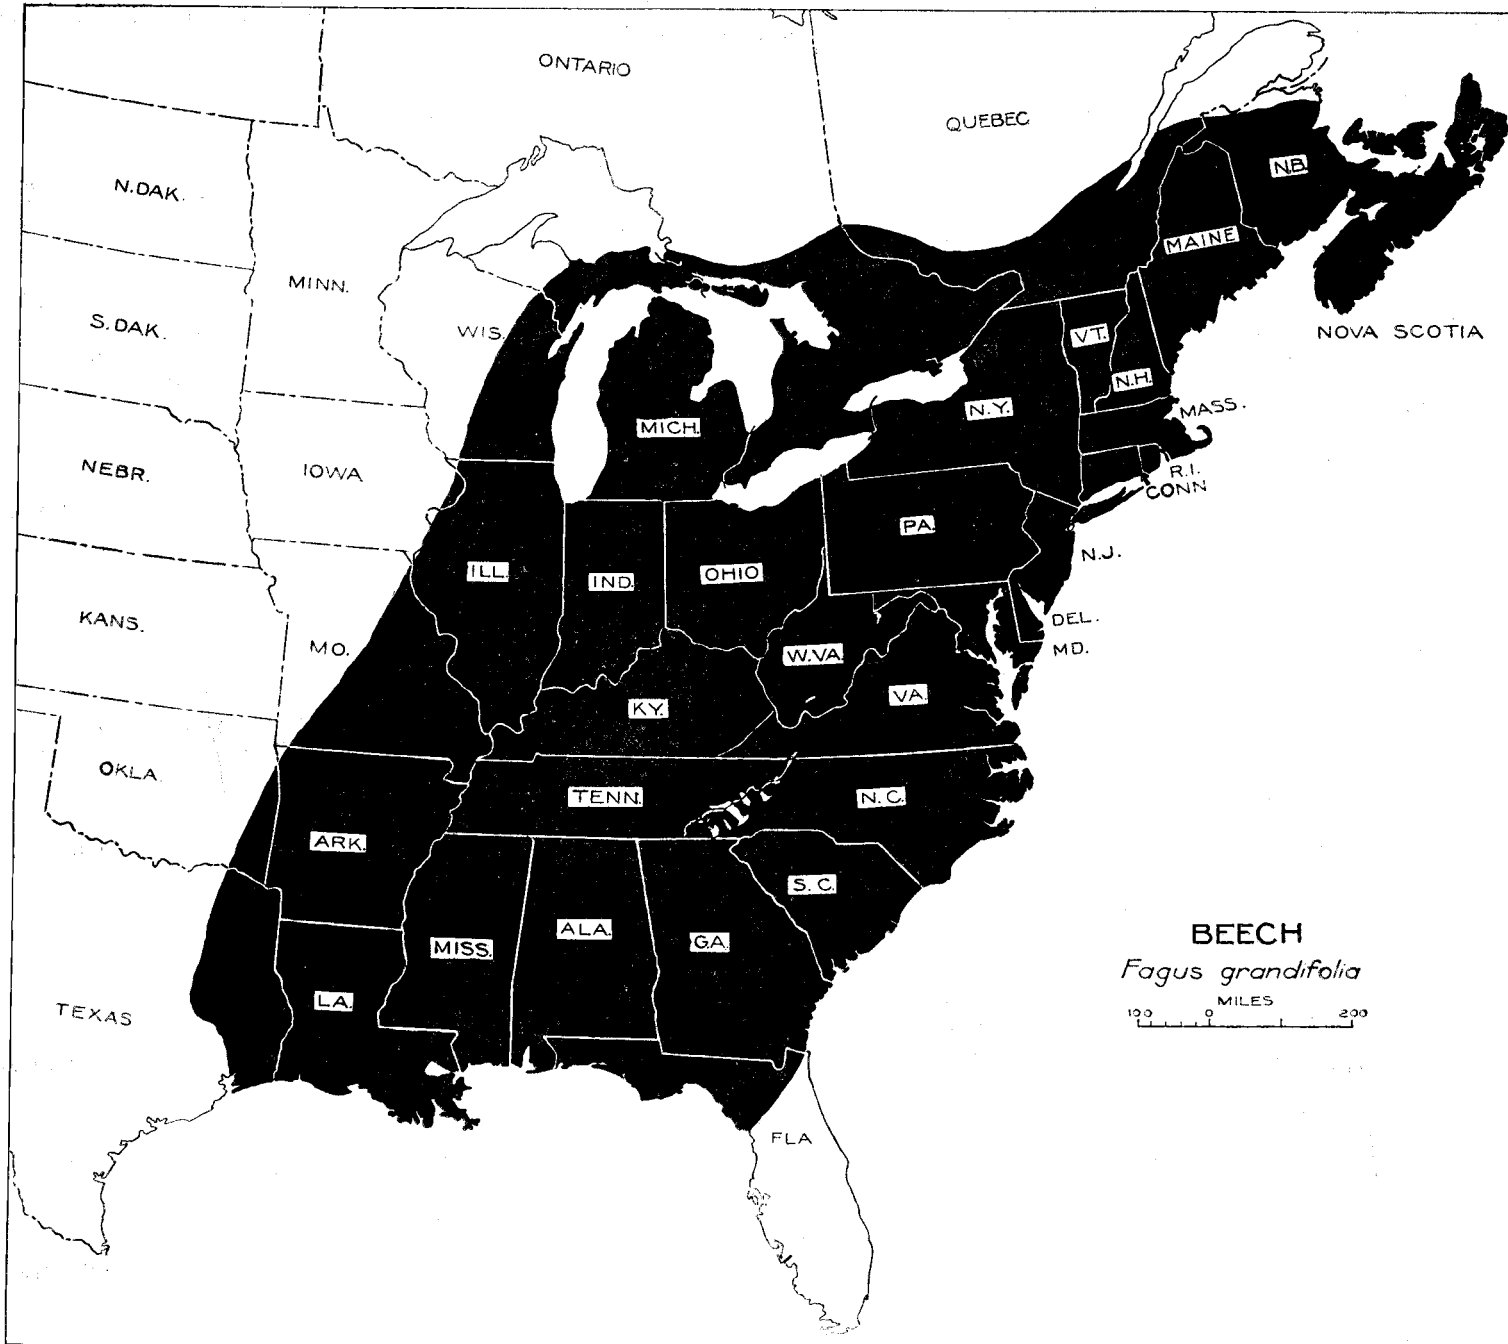 ONTARIO
QUEBEC
N.DAK.
N.B.
MAINE
MINN.
S.DAK.
WIS.
NOVA SCOTIA
VT.
N.H.
MASS.
N.Y.
MICH.
NEBR.
IOWA
R.I.
CONN
PA.
N.J.
ILL.
IND.
OHIO
KANS.
DEL.
MO.
MD.
W.VA.
VA.
KY.
OKLA.
TENN.
N.C.
ARK.
S.C.
MISS.
ALA.
GA.
LA.
TEXAS
FLA
BEECH
Fagus grandifolia
MILES
100 0 200